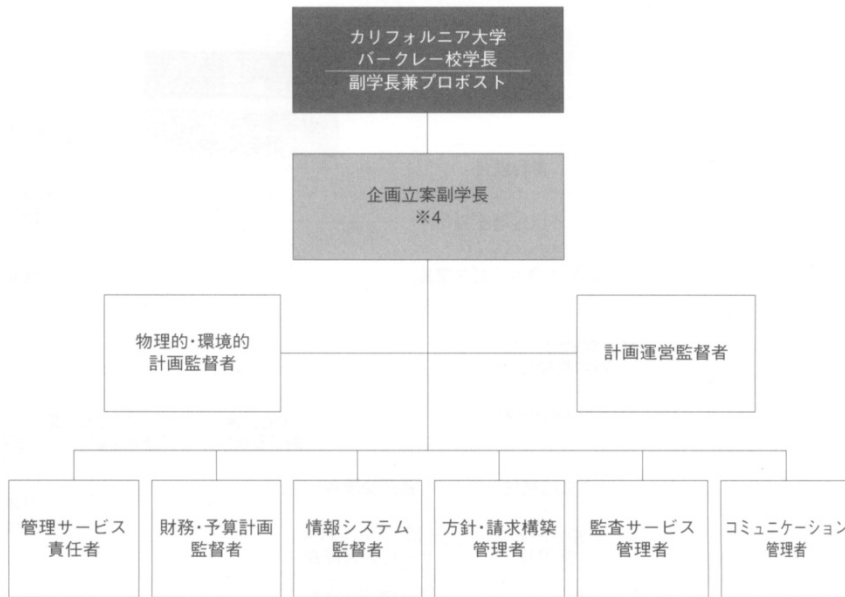 カリフォルニア大学
バークレー校学長
副学長兼プロボスト
企画立案副学長
※4
物理的・環境的
計画監督者
計画運営監督者
管理サービス
責任者
財務・予算計画
監督者
情報システム
監督者
方針・請求構築
管理者
監査サービス
管理者
コミュニケーション
管理者